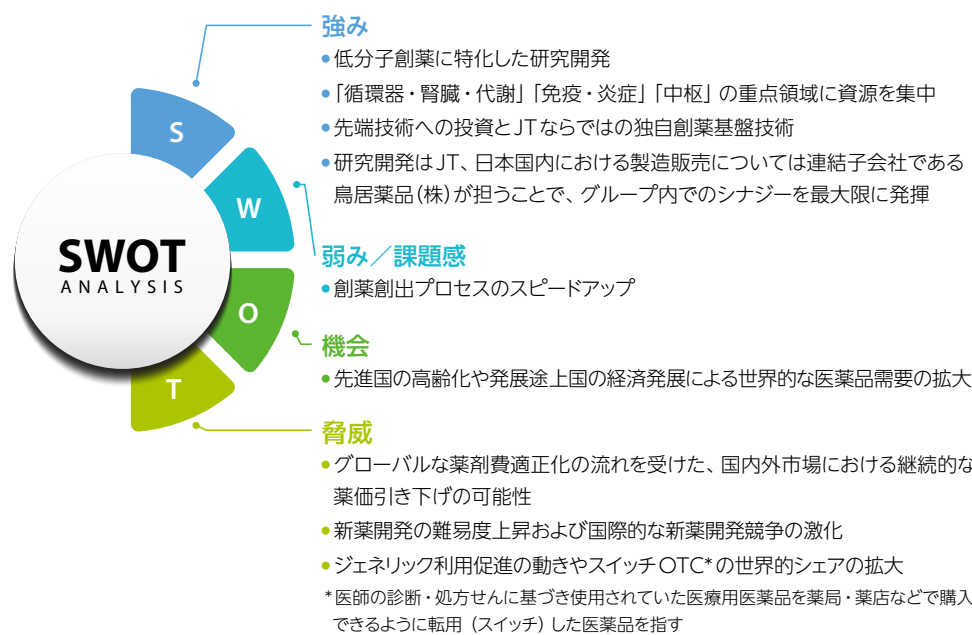 強み
• 低分子創薬に特化した研究開発
• 「循環器・腎臓・代謝」「免疫・炎症」「中枢」の重点領域に資源を集中
• 先端技術への投資とJTならではの独自創薬基盤技術
• 研究開発はJT、日本国内における製造販売については連結子会社である
鳥居薬品(株)が担うことで、グループ内でのシナジーを最大限に発揮
S
W
O
T
SWOT
ANALYSIS
弱み／課題感
• 創薬創出プロセスのスピードアップ
機会
• 先進国の高齢化や発展途上国の経済発展による世界的な医薬品需要の拡大
脅威
• グローバルな薬剤費適正化の流れを受けた、国内外市場における継続的な
薬価引き下げの可能性
• 新薬開発の難易度上昇および国際的な新薬開発競争の激化
• ジェネリック利用促進の動きやスイッチOTC*の世界的シェアの拡大
* 医師の診断・処方せんに基づき使用されていた医療用医薬品を薬局・薬店などで購入
できるように転用（スイッチ）した医薬品を指す